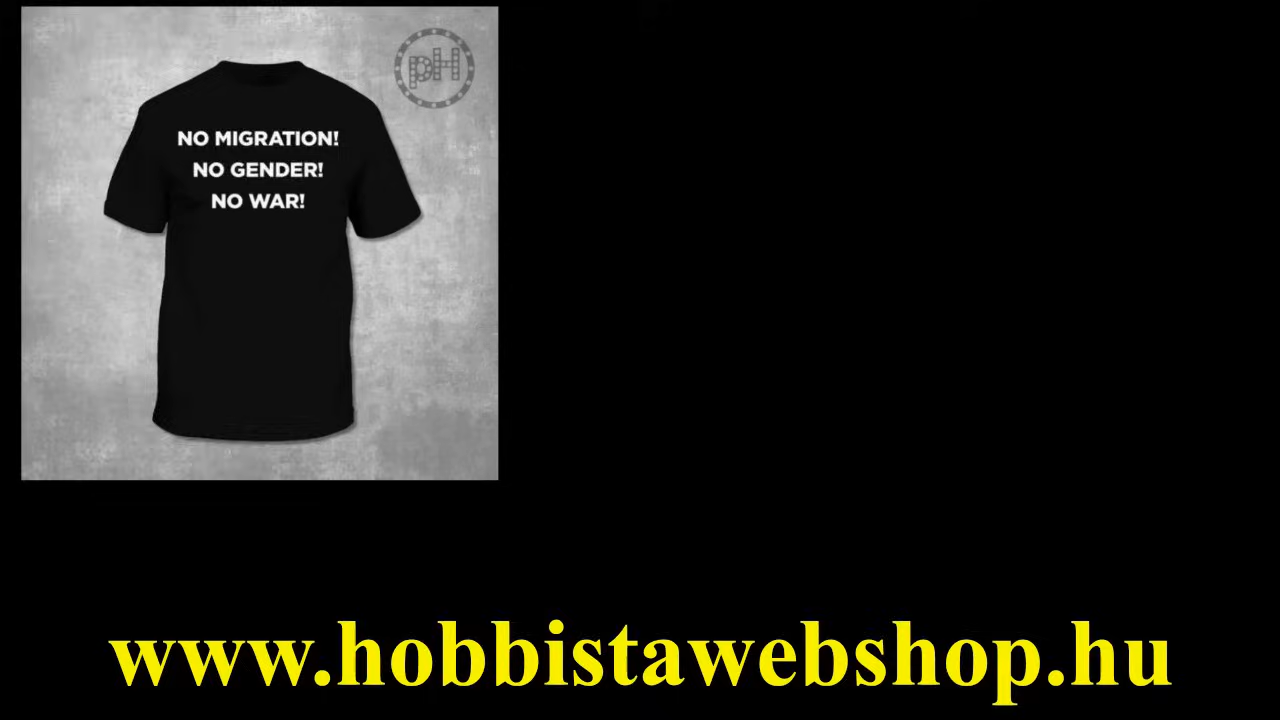 pH
NO MIGRATION!
NO GENDER!
NO WAR!
www.hobbistawebshop.hu